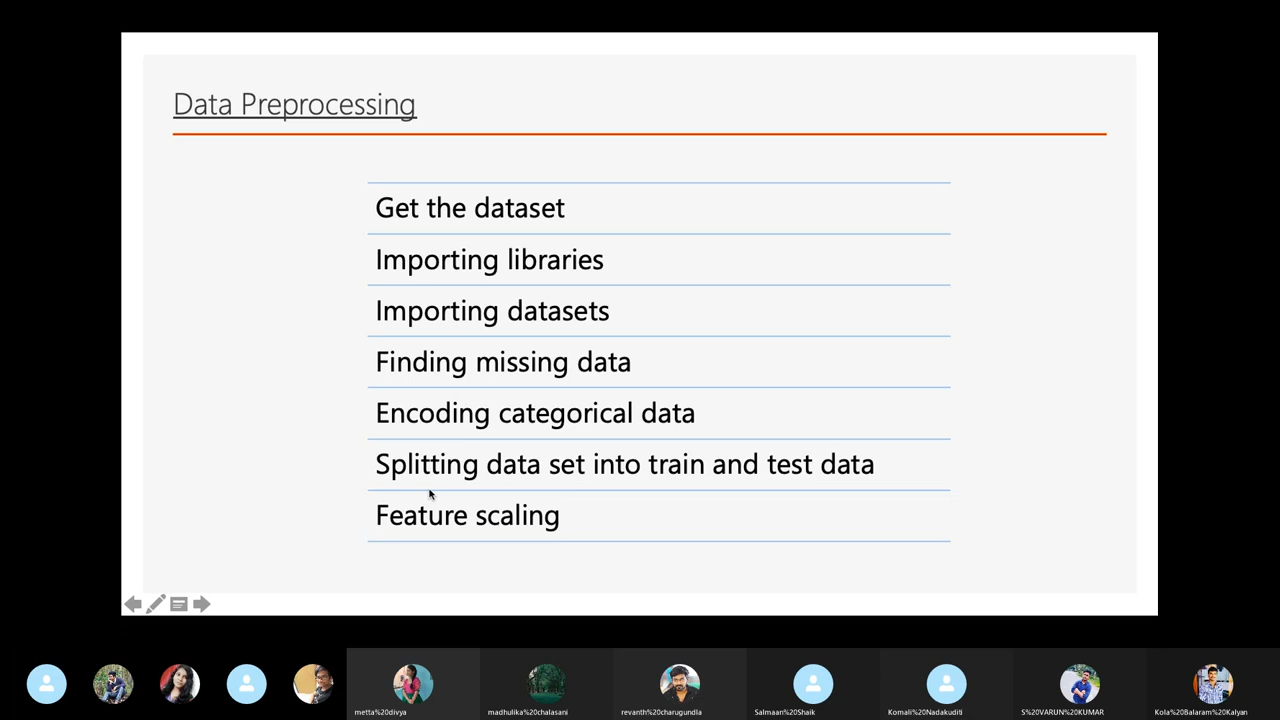 Data Preprocessing
Get the dataset
Importing libraries
Importing datasets
Finding missing data
Encoding categorical data
Splitting data set into train and test data
Feature scaling
metta%20divya
madhulika%20chalasani
revanth%20charugundla
Salmaan%20Shaik
Komali%20Nadakuditi
S%20VARUN%20KUMAR
Kola%20Balaram%20Kalyan